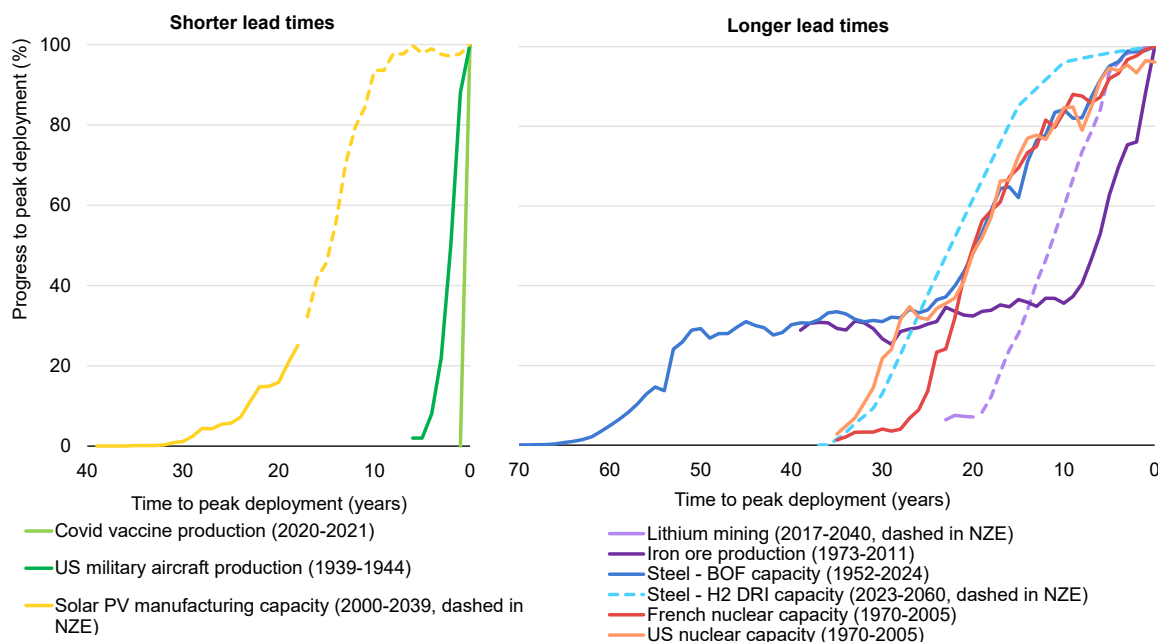 Shorter lead times
Longer lead times
Progress to peak deployment (%)
100
80
60
40
20
0
40
30
20
10
0
70
60
50
40
30
20
10
0
Time to peak deployment (years)
Time to peak deployment (years)
Covid vaccine production (2020-2021)
US military aircraft production (1939-1944)
Solar PV manufacturing capacity (2000-2039, dashed in
NZE)
Lithium mining (2017-2040, dashed in NZE)
Iron ore production (1973-2011)
Steel - BOF capacity (1952-2024)
Steel - H2 DRI capacity (2023-2060, dashed in NZE)
French nuclear capacity (1970-2005)
US nuclear capacity (1970-2005)